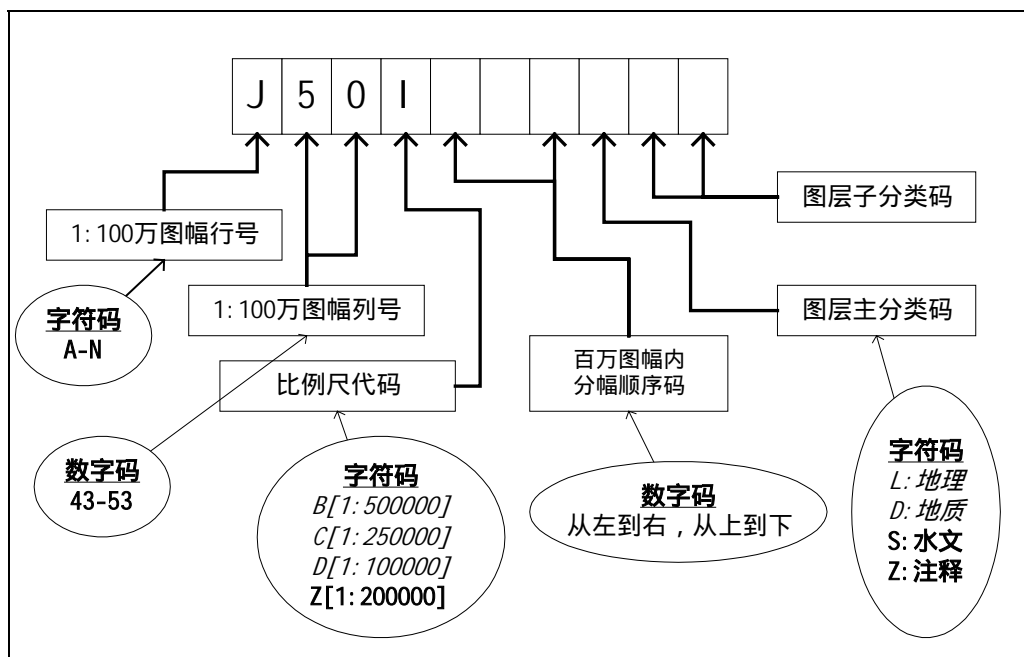 J 5 0 I
1:100万图幅行号
图层子分类码
字符码
A-N
1:100万图幅列号
图层主分类码
比例尺代码
百万图幅内
分幅顺序码
数字码
43-53
字符码
B[1:500000]
C[1:250000]
D[1:100000]
Z[1:200000]
数字码
从左到右，从上到下
字符码
L:地理
D:地质
S:水文
Z:注释